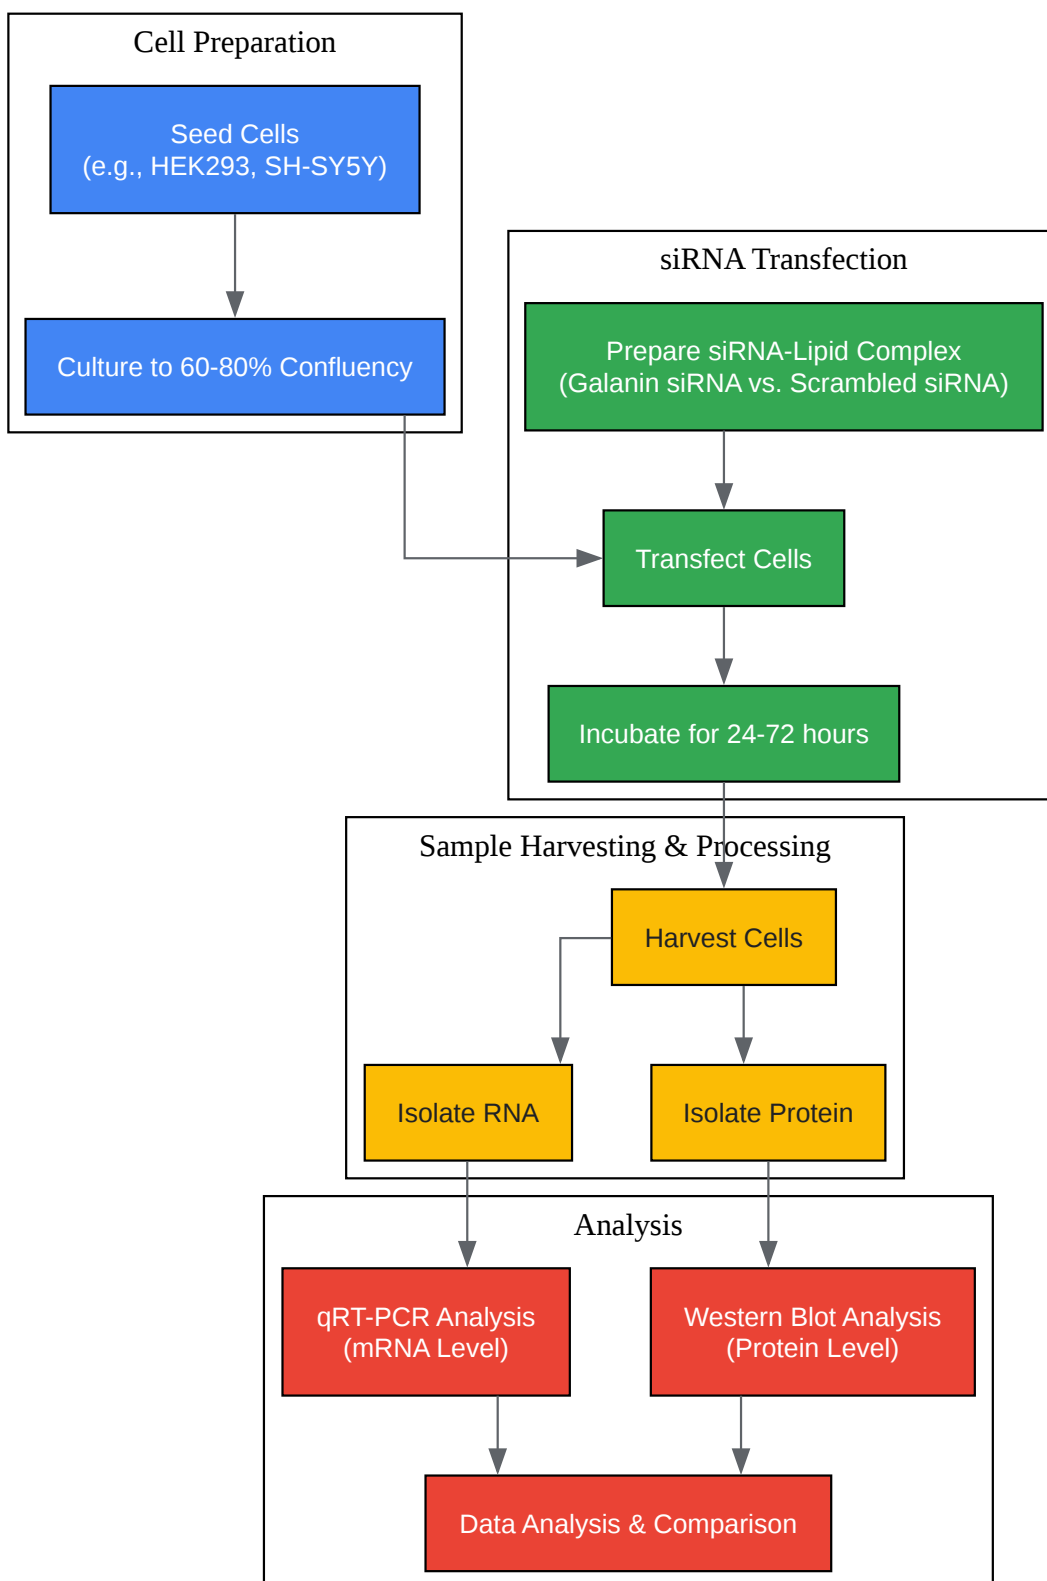 Cell Preparation
Seed Cells
(e.g., HEK293, SH-SY5Y)
Culture to 60-80% Confluency
siRNA Transfection
Prepare siRNA-Lipid Complex
(Galanin siRNA vs. Scrambled siRNA)
Transfect Cells
Incubate for 24-72 hours
Sample Harvesting & Processing
Harvest Cells
Isolate RNA
Isolate Protein
Analysis
qRT-PCR Analysis
(mRNA Level)
Western Blot Analysis
(Protein Level)
Data Analysis & Comparison